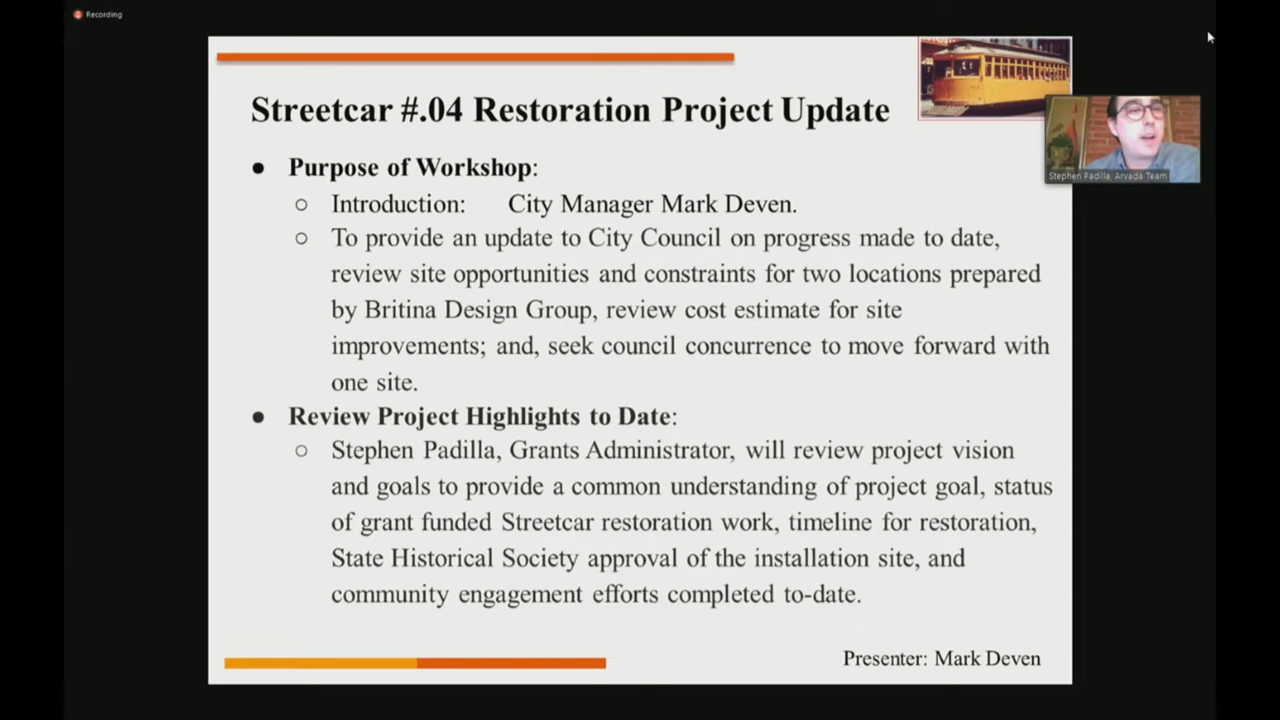 Recording
Streetcar #.04 Restoration Project Update
Stephen Padilla, Arvada Team
● Purpose of Workshop:
○ Introduction: City Manager Mark Deven.
○ To provide an update to City Council on progress made to date,
review site opportunities and constraints for two locations prepared
by Britina Design Group, review cost estimate for site
improvements; and, seek council concurrence to move forward with
one site.
● Review Project Highlights to Date:
○ Stephen Padilla, Grants Administrator, will review project vision
and goals to provide a common understanding of project goal, status
of grant funded Streetcar restoration work, timeline for restoration,
State Historical Society approval of the installation site, and
community engagement efforts completed to-date.
Presenter: Mark Deven